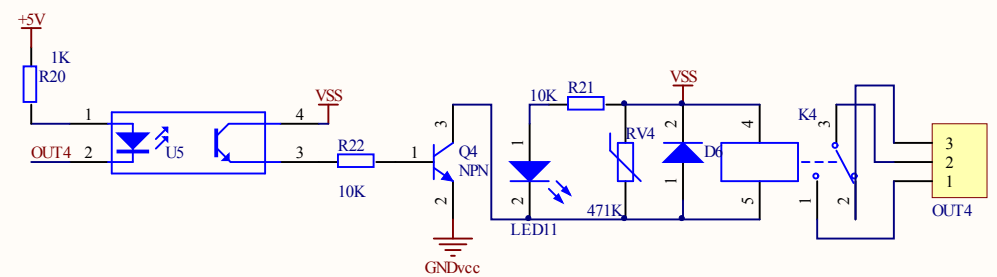 +5V
1K
R20
OUT4
1
2
U5
4
3
VSS
R22
10K
1
3
2
Q4
NPN
GNDvcc
10K
R21
1
2
LED11
RV4
471K
VSS
2
1
D6
4
5
K4
3
1
2
3
2
1
OUT4